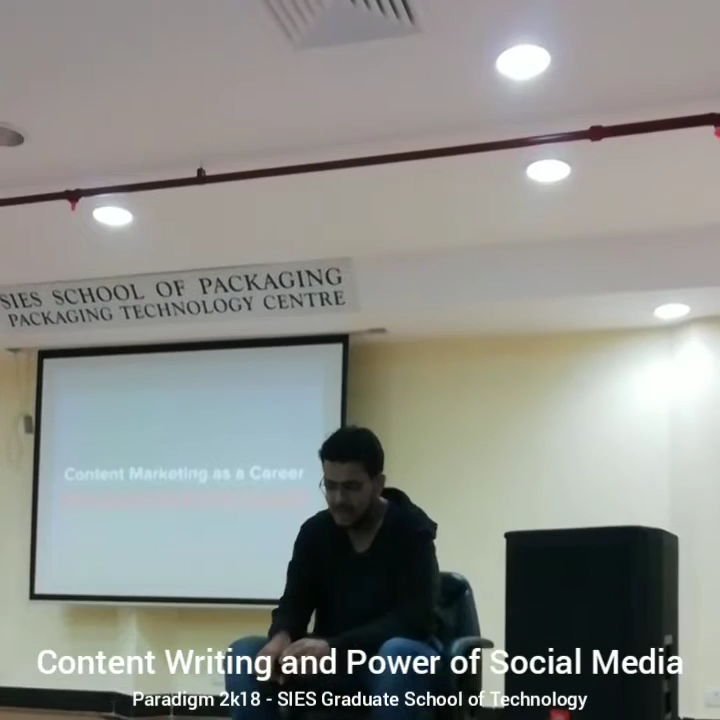 SIES SCHOOL OF PACKAGING
PACKAGING TECHNOLOGY CENTRE
Content Marketing as a Career
Content Writing and Power of Social Media
Paradigm 2k18 - SIES Graduate School of Technology